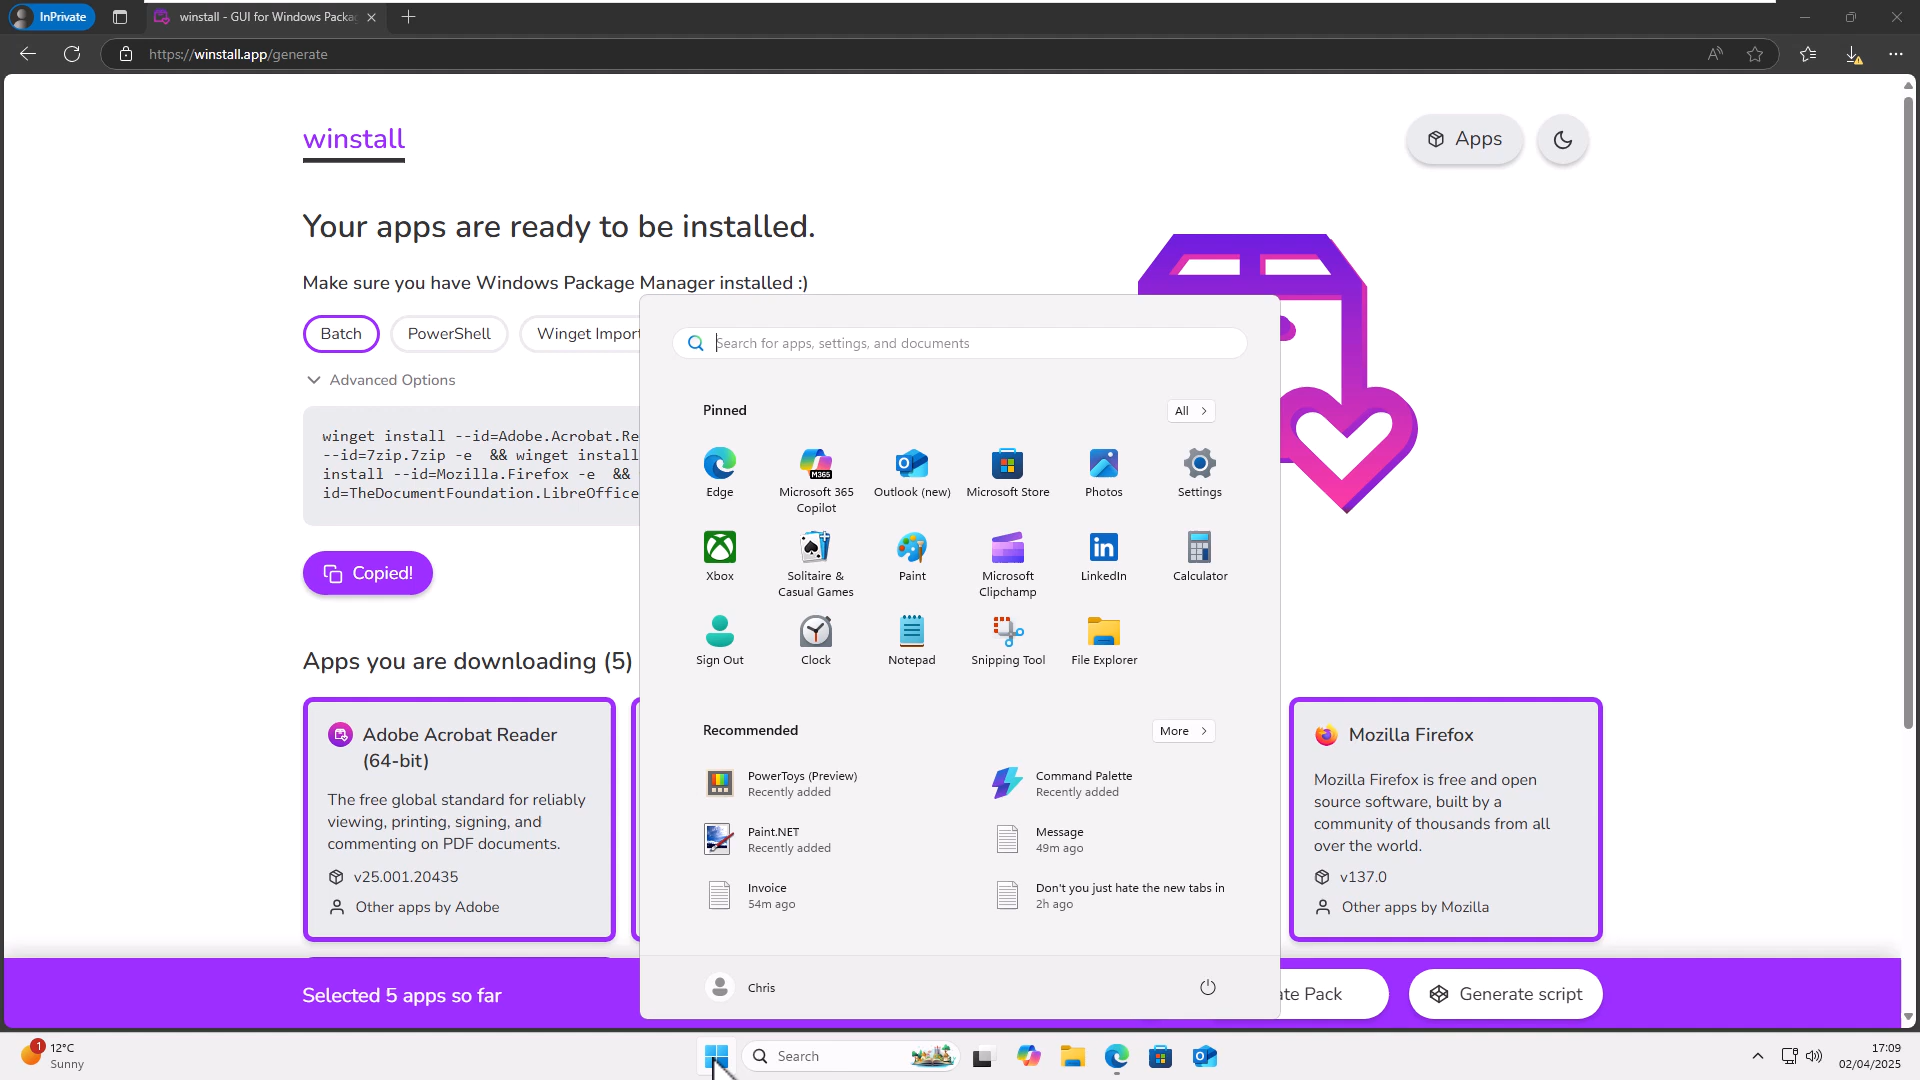 InPrivate
winstall - GUI for Windows Packa
https://winstall.app/generate
winstall
Apps
Your apps are ready to be installed.
Make sure you have Windows Package Manager installed :)
Batch
PowerShell
Winget Import
Advanced Options
winget install --id=Adobe.Acrobat.Re
--id=7zip.7zip -e && winget install
install --id=Mozilla.Firefox -e &&
id=TheDocumentFoundation.LibreOffice
Copied!
Apps you are downloading (5)
Adobe Acrobat Reader
(64-bit)
The free global standard for reliably
viewing, printing, signing, and
commenting on PDF documents.
v25.001.20435
Other apps by Adobe
Search for apps, settings, and documents
Pinned
All
Edge
M365
Microsoft 365
Copilot
Outlook (new)
Microsoft Store
Photos
Settings
Xbox
Solitaire &
Casual Games
Paint
Microsoft
Clipchamp
LinkedIn
Calculator
Sign Out
Clock
Notepad
Snipping Tool
File Explorer
Recommended
More
PowerToys (Preview)
Recently added
Command Palette
Recently added
Paint.NET
Recently added
Message
49m ago
Invoice
54m ago
Don't you just hate the new tabs in
2h ago
Chris
Mozilla Firefox
Mozilla Firefox is free and open
source software, built by a
community of thousands from all
over the world.
v137.0
Other apps by Mozilla
Selected 5 apps so far
ate Pack
Generate script
1
12°C
Sunny
Search
17:09
02/04/2025